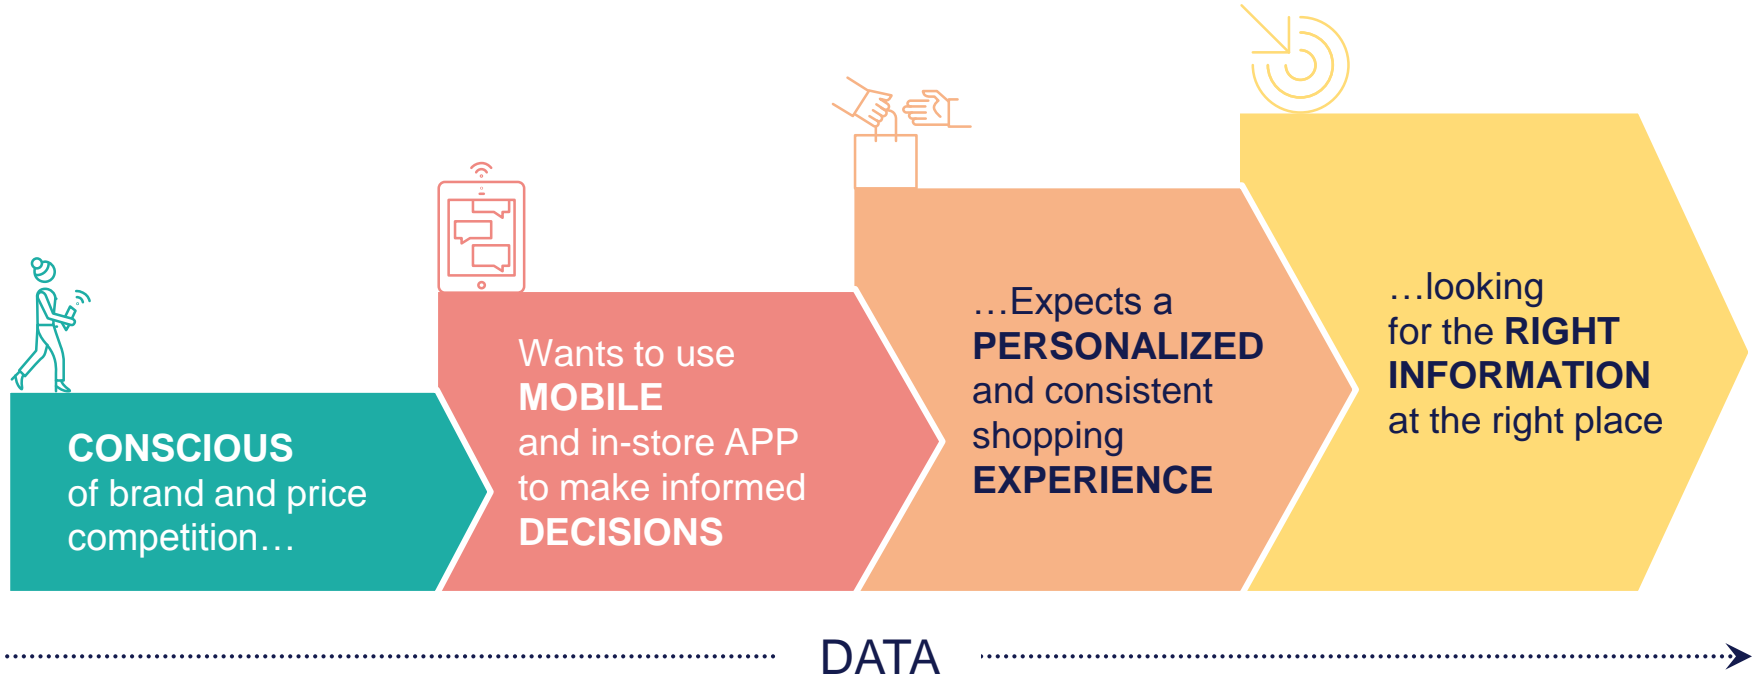 CONSCIOUS
of brand and price
competition…
Wants to use
MOBILE
and in-store APP
to make informed
DECISIONS
…Expects a
PERSONALIZED
and consistent
shopping
EXPERIENCE
…looking
for the RIGHT
INFORMATION
at the right place
DATA